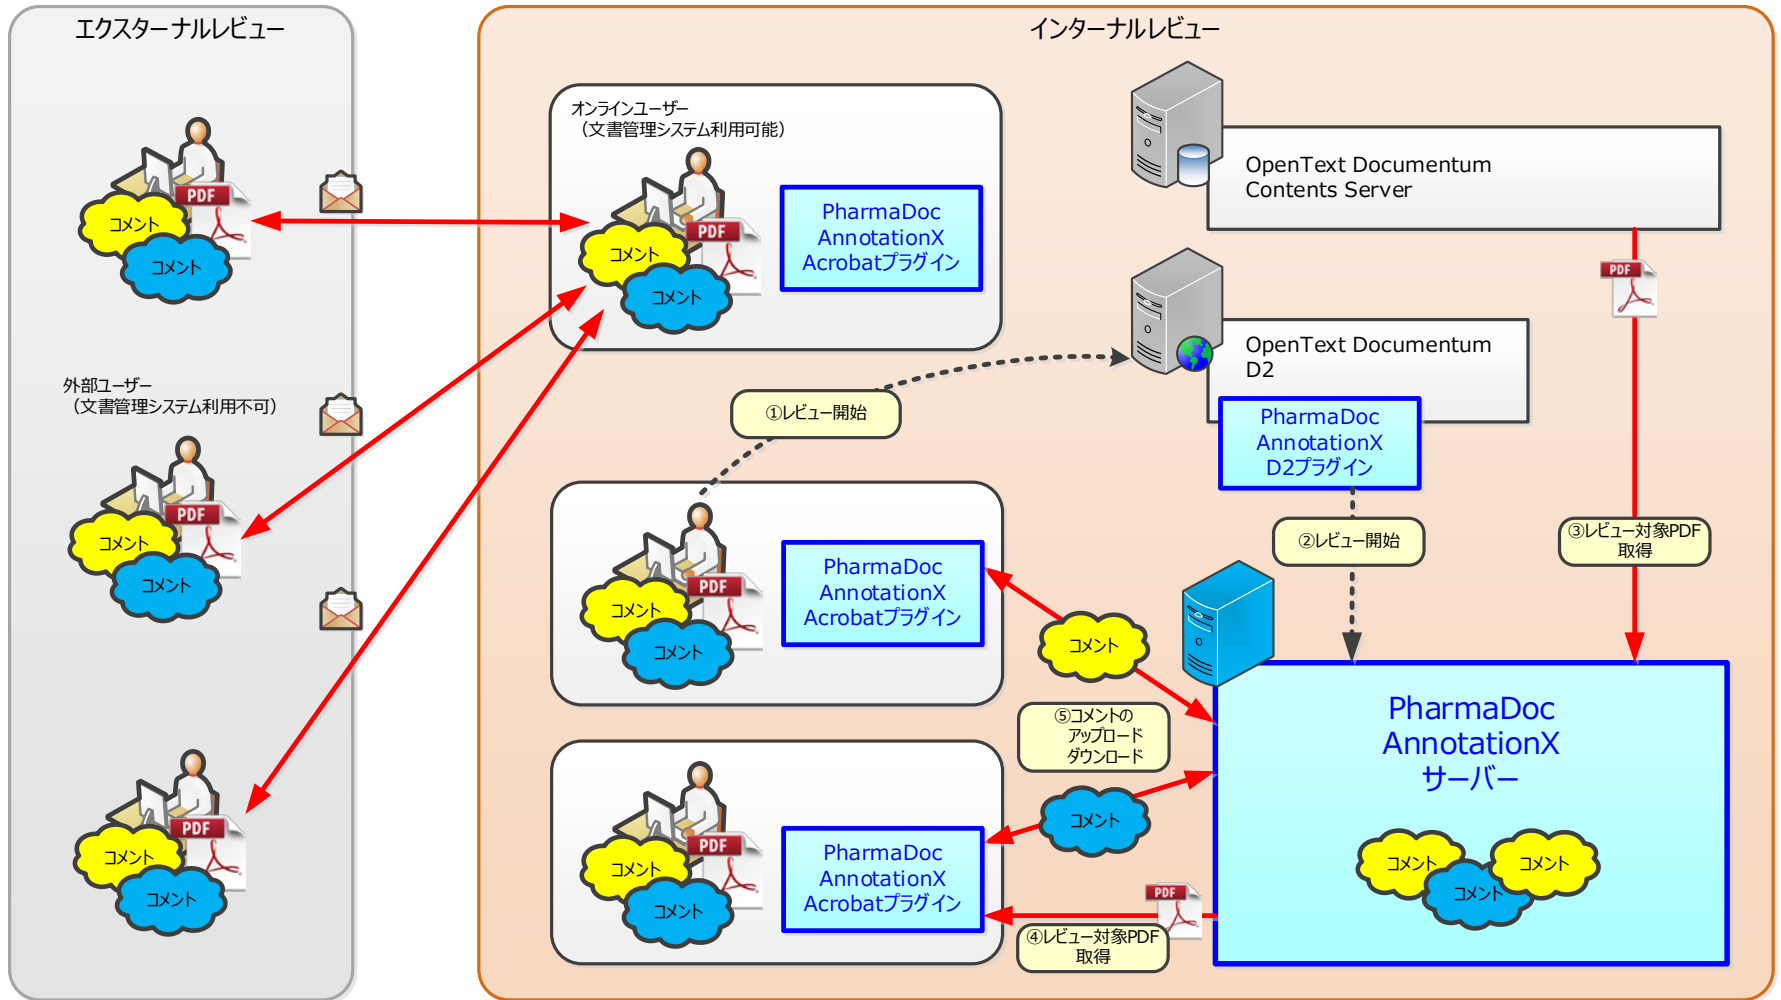 エクスターナルレビュー
コメント
PDF
コメント
外部ユーザー
（文書管理システム利用不可）
PDF
コメント
コメント
PDF
コメント
コメント
インターナルレビュー
オンラインユーザー
（文書管理システム利用可能）
PDF
コメント
コメント
PharmaDoc
AnnotationX
Acrobatプラグイン
OpenText Documentum
Contents Server
PDF
OpenText Documentum
D2
PharmaDoc
AnnotationX
D2プラグイン
①レビュー開始
②レビュー開始
③レビュー対象PDF
取得
PDF
コメント
コメント
PharmaDoc
AnnotationX
Acrobatプラグイン
コメント
⑤コメントの
アップロード
ダウンロード
コメント
PDF
コメント
コメント
PharmaDoc
AnnotationX
Acrobatプラグイン
PDF
④レビュー対象PDF
取得
PharmaDoc
AnnotationX
サーバー
コメント
コメント
コメント